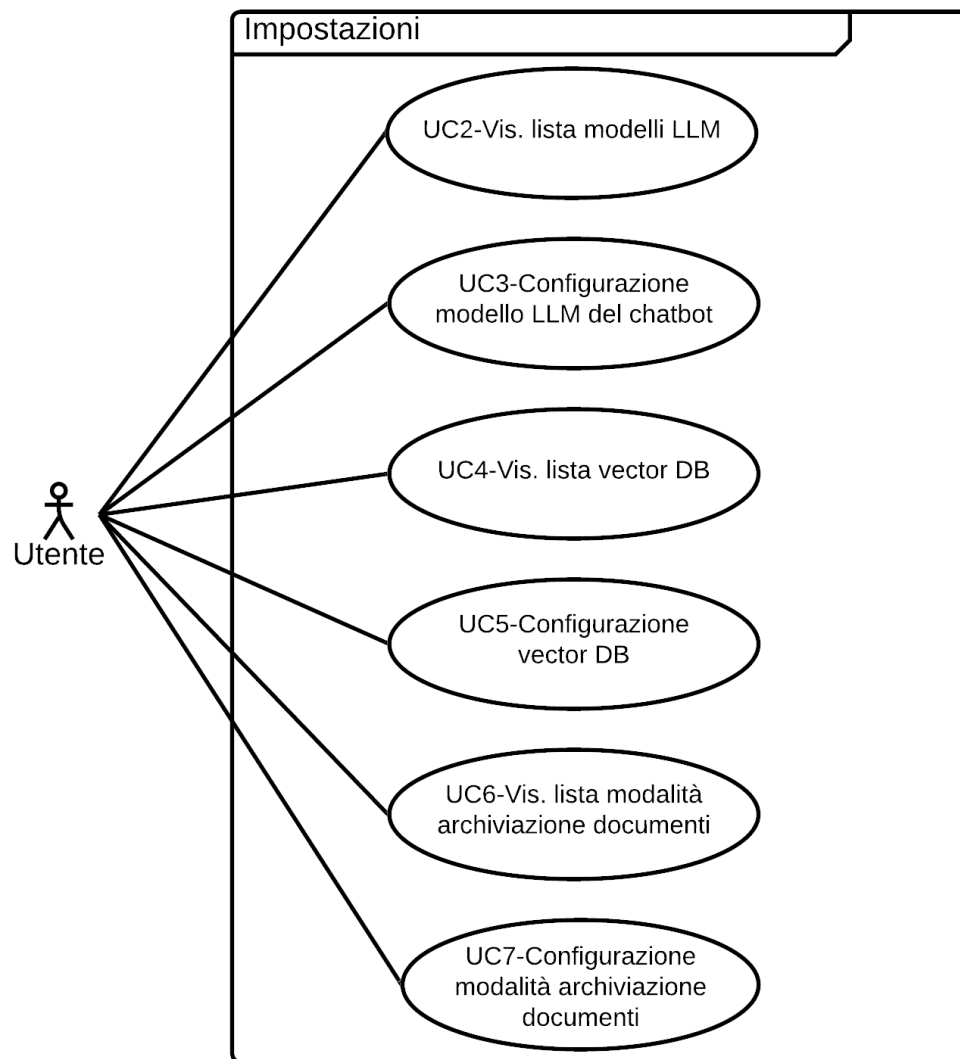 Impostazioni
UC2-Vis. lista modelli LLM
UC3-Configurazione
modello LLM del chatbot
UC4-Vis. lista vector DB
Utente
UC5-Configurazione
vector DB
UC6-Vis. lista modalità
archiviazione documenti
UC7-Configurazione
modalità archiviazione
documenti